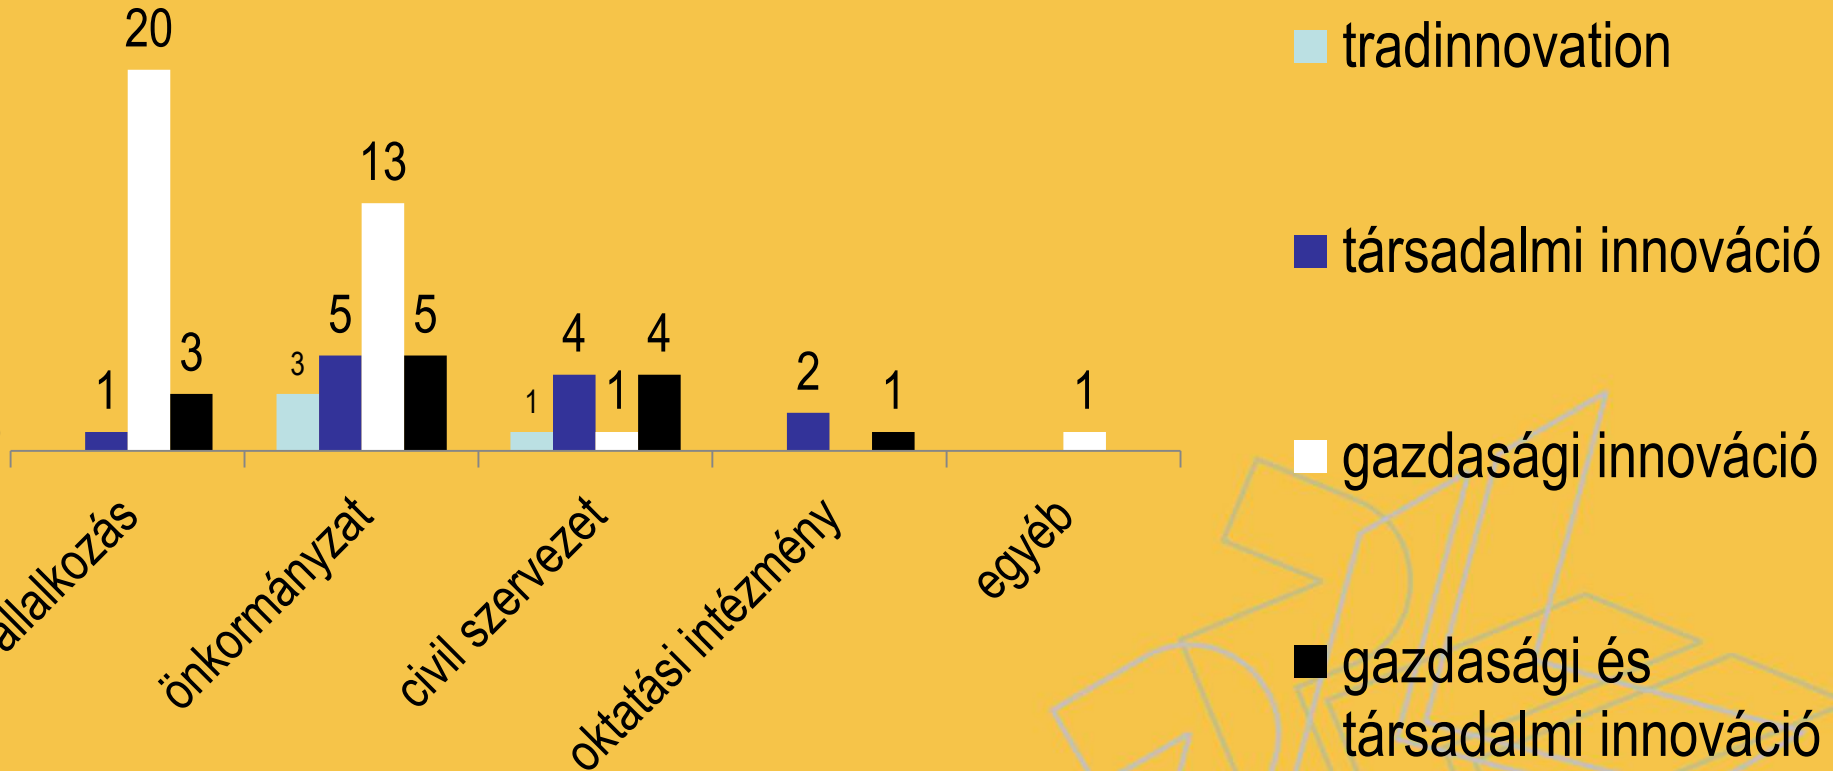 20
13
5
5
3
3
1
4
4
1
1
2
1
1
állalkozás
önkormányzat
civil szervezet
oktatási intézmény
egyéb
tradinnovation
társadalmi innováció
gazdasági innováció
gazdasági és
társadalmi innováció